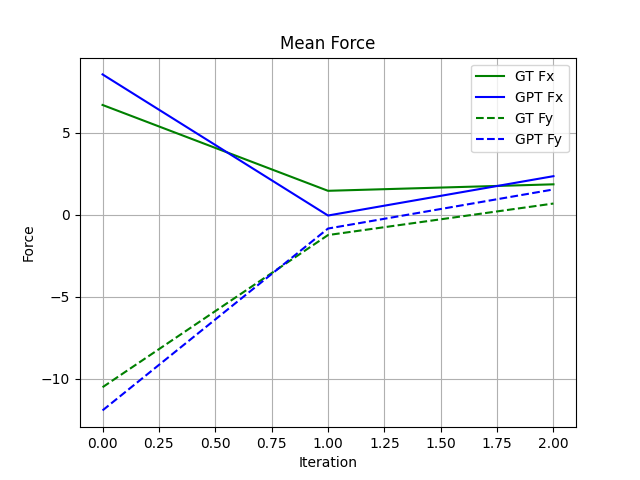 Mean Force
GT Fx
GPT Fx
GT Fy
GPT Fy
Force
5
0
−5
−10
0.00 0.25 0.50 0.75 1.00 1.25 1.50 1.75 2.00
Iteration